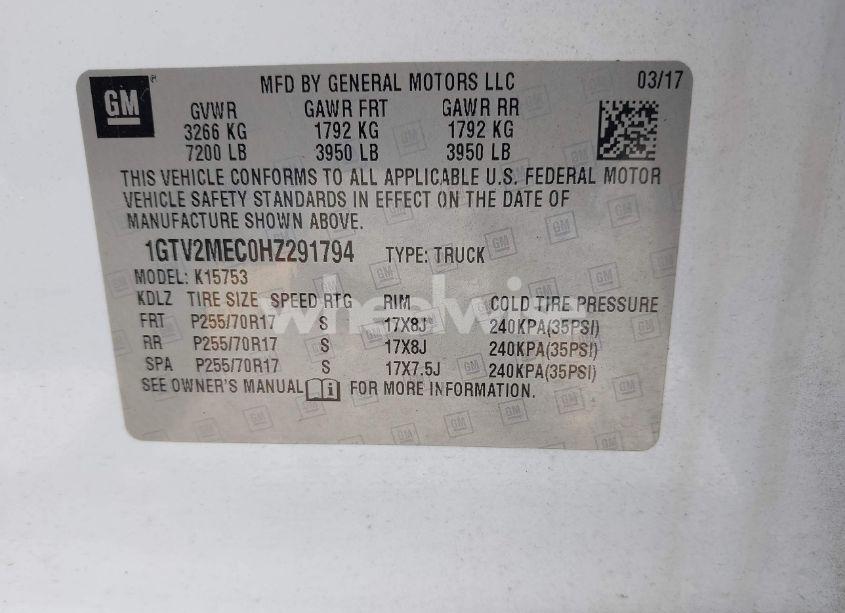 GM
MFD BY GENERAL MOTORS LLC 03/17
GVWR GAWR FRT GAWR RR
3266 KG 1792 KG 1792 KG
7200 LB 3950 LB 3950 LB
THIS VEHICLE CONFORMS TO ALL APPLICABLE U.S. FEDERAL MOTOR
VEHICLE SAFETY STANDARDS IN EFFECT ON THE DATE OF
MANUFACTURE SHOWN ABOVE.
1GTV2MEC0HZ291794 TYPE: TRUCK
MODEL: K15753
KDLZ TIRE SIZE SPEED RTG RIM COLD TIRE PRESSURE
wheelwise
FRT P255/70R17 S 17X8J 240KPA(35PSI)
RR P255/70R17 S 17X8J 240KPA(35PSI)
SPA P255/70R17 S 17X7.5J 240KPA(35PSI)
SEE OWNER'S MANUAL FOR MORE INFORMATION.